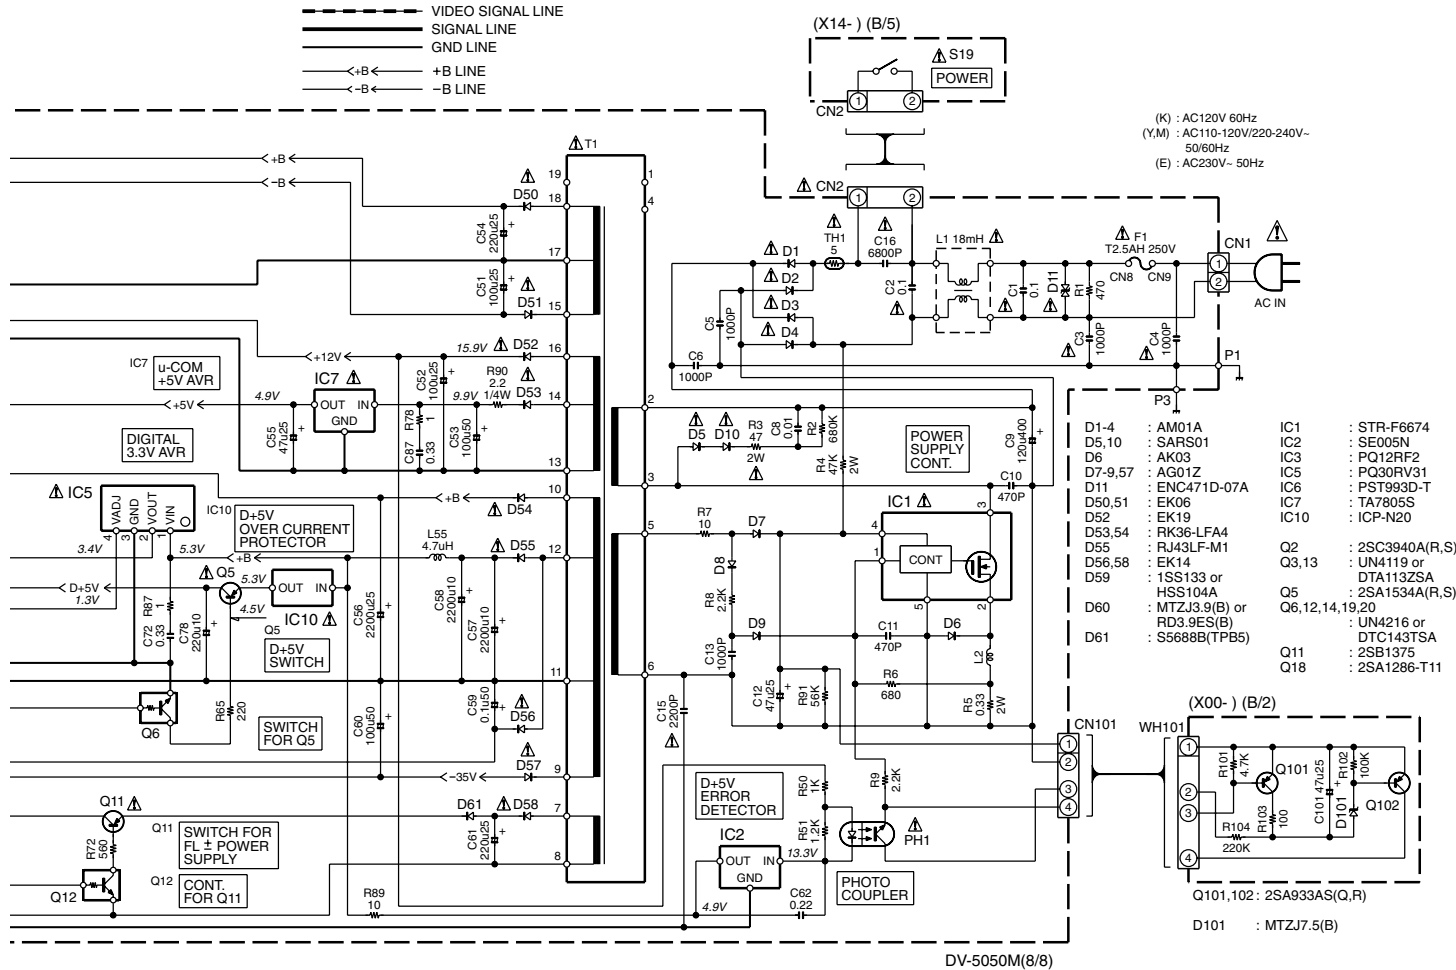 VIDEO SIGNAL LINE
SIGNAL LINE
GND LINE
+B +B LINE
−B −B LINE
(X14- ) (B/5)
S19
POWER
1 2
CN2
(K) : AC120V 60Hz
(Y,M) : AC110-120V/220-240V~
50/60Hz
(E) : AC230V~ 50Hz
CN2
1 2
+B
−B
T1
19
18
17
15
16
14
13
10
12
11
9
7
8
1
4
2
3
5
6
D50
C54
220u25
C51
100u25
D51
+12V
15.9V
D52
IC7
u-COM
+5V AVR
IC7
+5V
4.9V
OUT IN
GND
C55
47u25
C52
100u25
R78
1
C87
0.33
9.9V
C53
100u50
R90
2.2
1/4W
D53
DIGITAL
3.3V AVR
IC5
VADJ
GND
VOUT
VIN
4 3 2 1
3.4V
5.3V
IC10
D+5V
OVER CURRENT
PROTECTOR
+B
D54
+B
L55
4.7uH
D55
D+5V
1.3V
Q5
5.3V
OUT IN
IC10
4.5V
Q5
D+5V
SWITCH
R87
1
C72
0.33
C78
220u10
C56
2200u25
C58
2200u10
C57
2200u10
Q6
R65
220
SWITCH
FOR Q5
C60
100u50
C59
0.1u50
D56
−35V
D57
Q11
Q11
SWITCH FOR
FL ± POWER
SUPPLY
R72
560
Q12
Q12
CONT.
FOR Q11
D61
D58
C61
220u25
R89
10
TH1
5
C16
6800P
L1 18mH
D1
D2
D3
D4
C5
1000P
C6
1000P
C2
0.1
C1
0.1
D11
R1
470
F1
T2.5AH 250V
CN8 CN9
CN1
1
2
AC IN
C3
1000P
C4
1000P
P1
P3
D5
D10
R3
47
2W
C8
0.01
R2
680K
R4
47K
2W
POWER
SUPPLY
CONT.
C9
120u400
C10
470P
IC1
CONT
4
1
3
5
2
R7
10
D7
D8
R8
2.2K
D9
C13
1000P
C11
470P
D6
L2
R6
680
R5
0.33
2W
C12
47u25
R91
56K
C15
2200P
D+5V
ERROR
DETECTOR
R50
1K
R51
1.2K
R9
2.2K
PH1
PHOTO
COUPLER
IC2
OUT IN
GND
13.3V
4.9V
C62
0.22
D1-4 : AM01A
D5,10 : SARS01
D6 : AK03
D7-9,57 : AG01Z
D11 : ENC471D-07A
D50,51 : EK06
D52 : EK19
D53,54 : RK36-LFA4
D55 : RJ43LF-M1
D56,58 : EK14
D59 : 1SS133 or
HSS104A
D60 : MTZJ3.9(B) or
RD3.9ES(B)
D61 : S5688B(TPB5)
IC1 : STR-F6674
IC2 : SE005N
IC3 : PQ12RF2
IC5 : PQ30RV31
IC6 : PST993D-T
IC7 : TA7805S
IC10 : ICP-N20
Q2 : 2SC3940A(R,S)
Q3,13 : UN4119 or
DTA113ZSA
Q5 : 2SA1534A(R,S)
Q6,12,14,19,20
: UN4216 or
DTC143TSA
Q11 : 2SB1375
Q18 : 2SA1286-T11
CN101
1
2
3
4
WH101
(X00- ) (B/2)
1
2
3
4
R101
4.7K
Q101
R103
100
C101 47u25
R102
100K
D101
Q102
R104
220K
Q101,102 : 2SA933AS(Q,R)
D101 : MTZJ7.5(B)
DV-5050M(8/8)